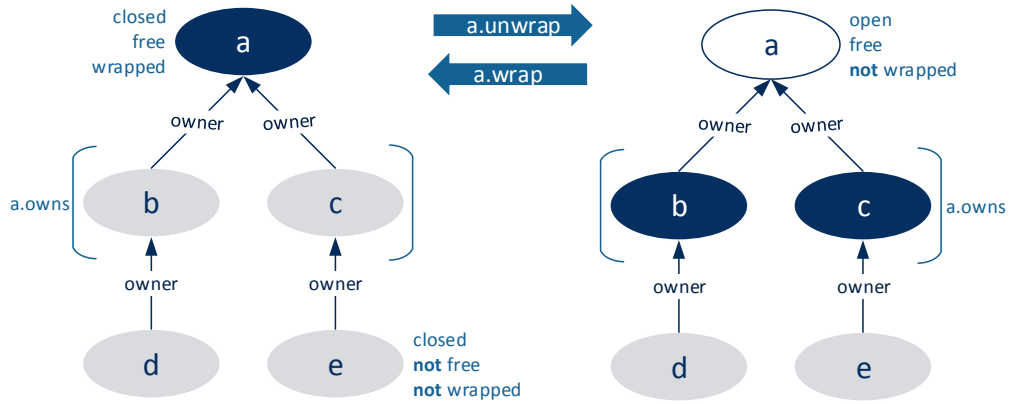 closed
free
wrapped
a
a.unwrap
a.wrap
a
open
free
not wrapped
owner
owner
owner
owner
a.owns
b
c
b
c
a.owns
owner
owner
owner
owner
d
e
closed
not free
not wrapped
d
e